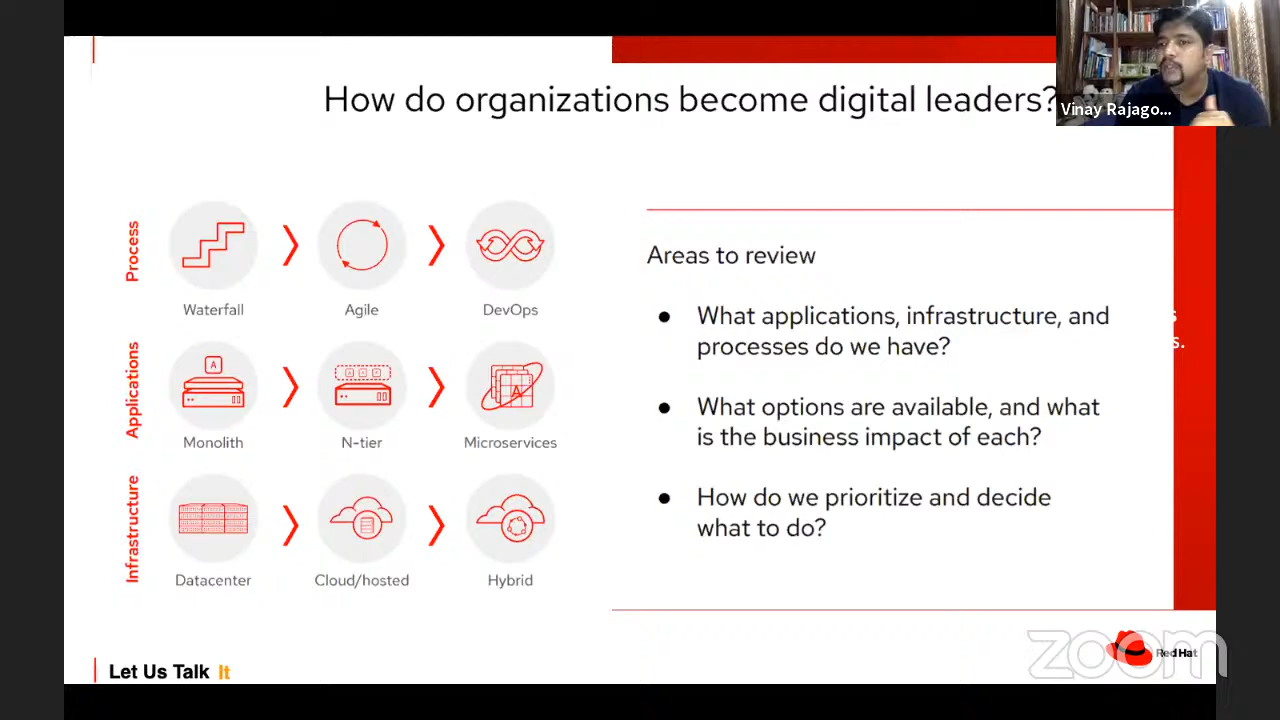 How do organizations become digital leaders?
Vinay Rajago...
Process
Waterfall
Agile
DevOps
Areas to review
● What applications, infrastructure, and
processes do we have?
s
s.
Applications
A
A A A
A
Monolith
N-tier
Microservices
● What options are available, and what
is the business impact of each?
Infrastructure
Datacenter
Cloud/hosted
Hybrid
● How do we prioritize and decide
what to do?
Let Us Talk It
zoom
Red Hat